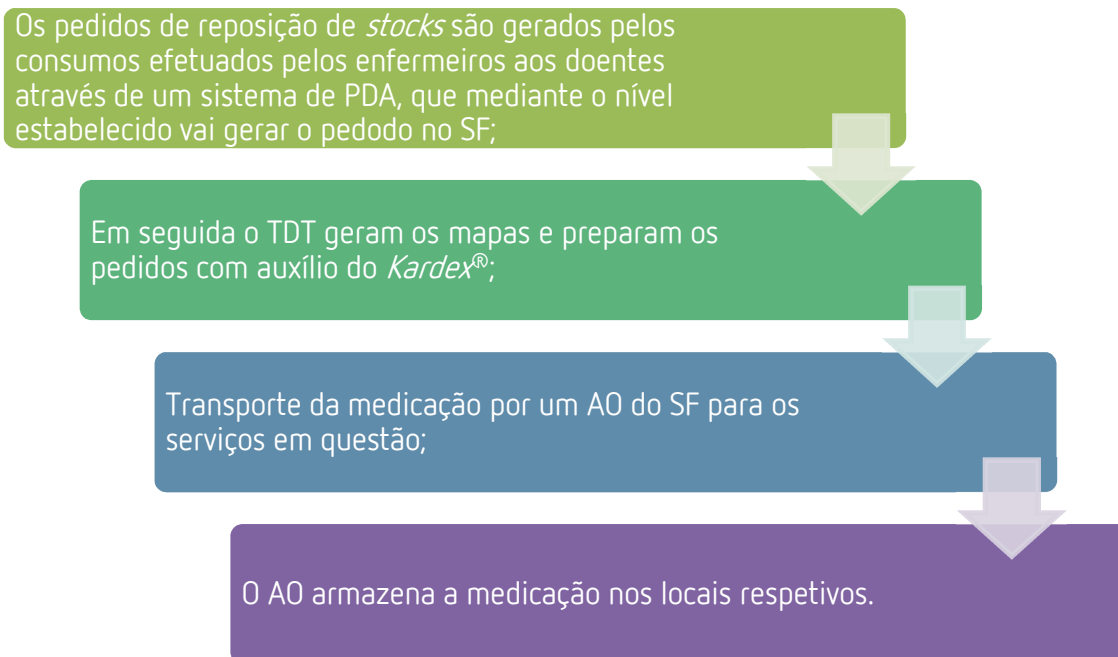 Os pedidos de reposição de stocks são gerados pelos
consumos efetuados pelos enfermeiros aos doentes
através de um sistema de PDA, que mediante o nível
estabelecido vai gerar o pedodo no SF;
Em seguida o TDT geram os mapas e preparam os
pedidos com auxílio do Kardex®;
Transporte da medicação por um AO do SF para os
serviços em questão;
O AO armazena a medicação nos locais respetivos.